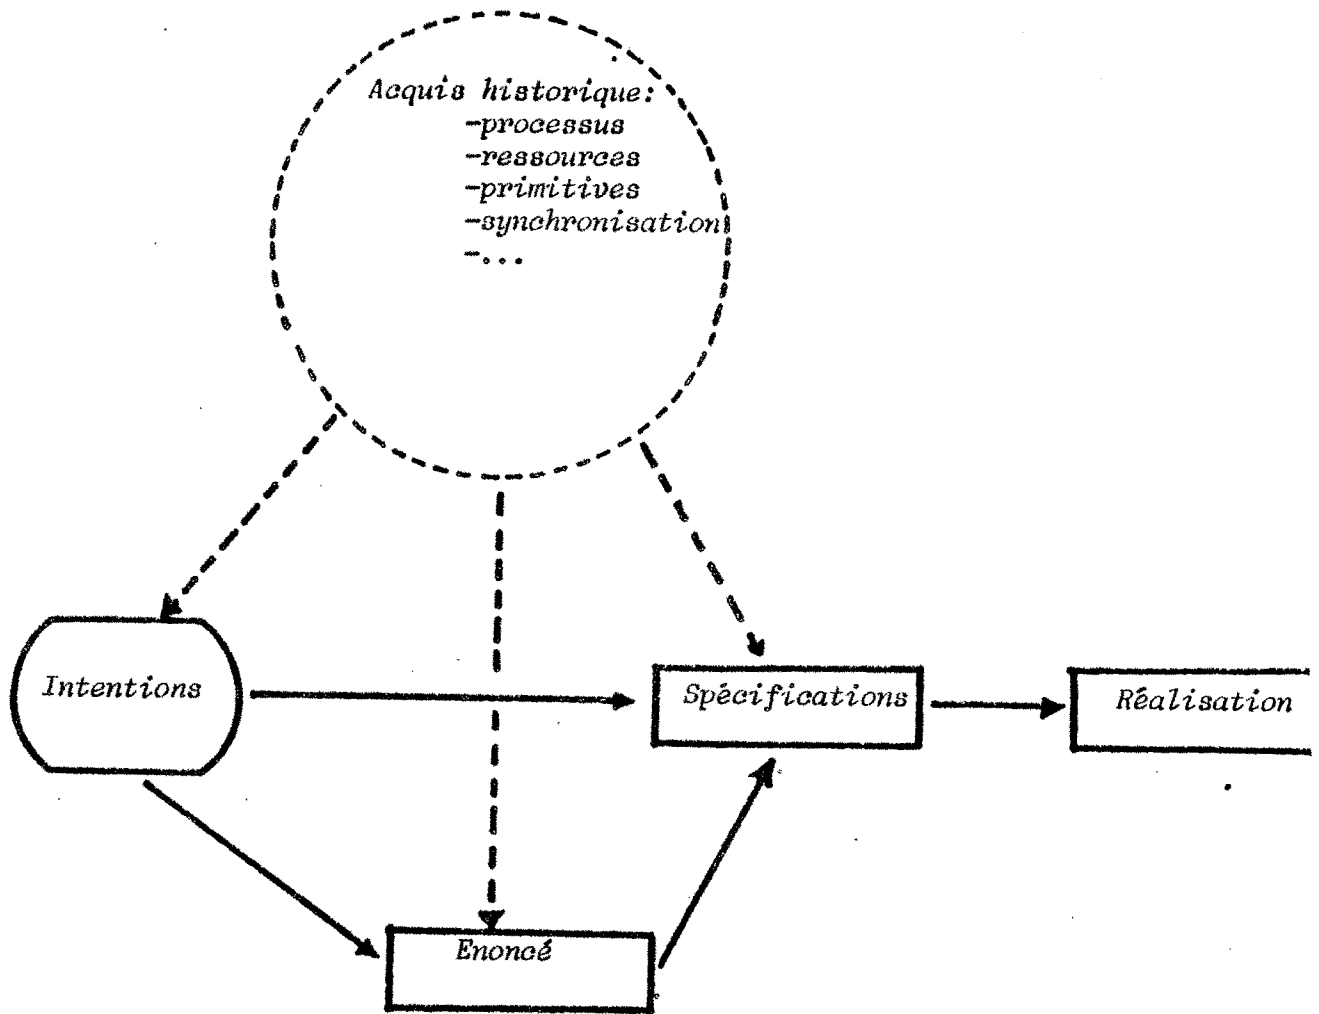 Acquis historique:
-processus
-ressources
-primitives
-synchronisation
-...
Intentions
Spécifications
Réalisation
Enoncé